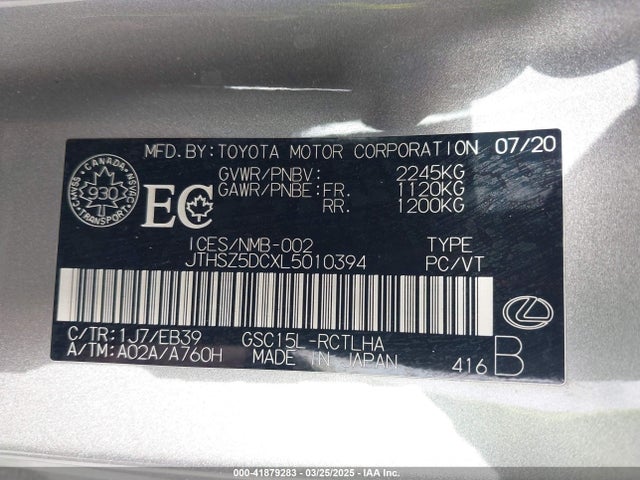 MFD.BY: TOYOTA MOTOR CORPORATION 07/20
GVWR/PNBV: 2245KG
GAWR/PNBE: FR. 1120KG
RR. 1200KG
CANADA
930
T
TRANSPORT
EC
ICES/NMB-002 TYPE
JTHSZ5DCXL5010394 PC/VT
C/TR: 1J7/EB39 GSC15L-RCTLHA
A/TM: A02A/A760H MADE IN JAPAN 416 B
000-41879283 | 03/25/2025 | IAA Inc.